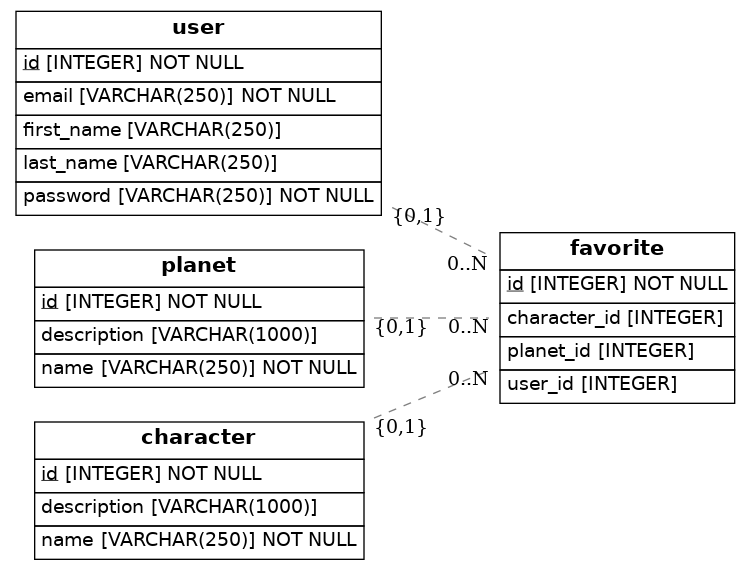 user
id [INTEGER] NOT NULL
email [VARCHAR(250)] NOT NULL
first_name [VARCHAR(250)]
last_name [VARCHAR(250)]
password [VARCHAR(250)] NOT NULL
{0,1}
0..N
planet
id [INTEGER] NOT NULL
description [VARCHAR(1000)]
name [VARCHAR(250)] NOT NULL
{0,1}
0..N
character
id [INTEGER] NOT NULL
description [VARCHAR(1000)]
name [VARCHAR(250)] NOT NULL
{0,1}
0..N
favorite
id [INTEGER] NOT NULL
character_id [INTEGER]
planet_id [INTEGER]
user_id [INTEGER]